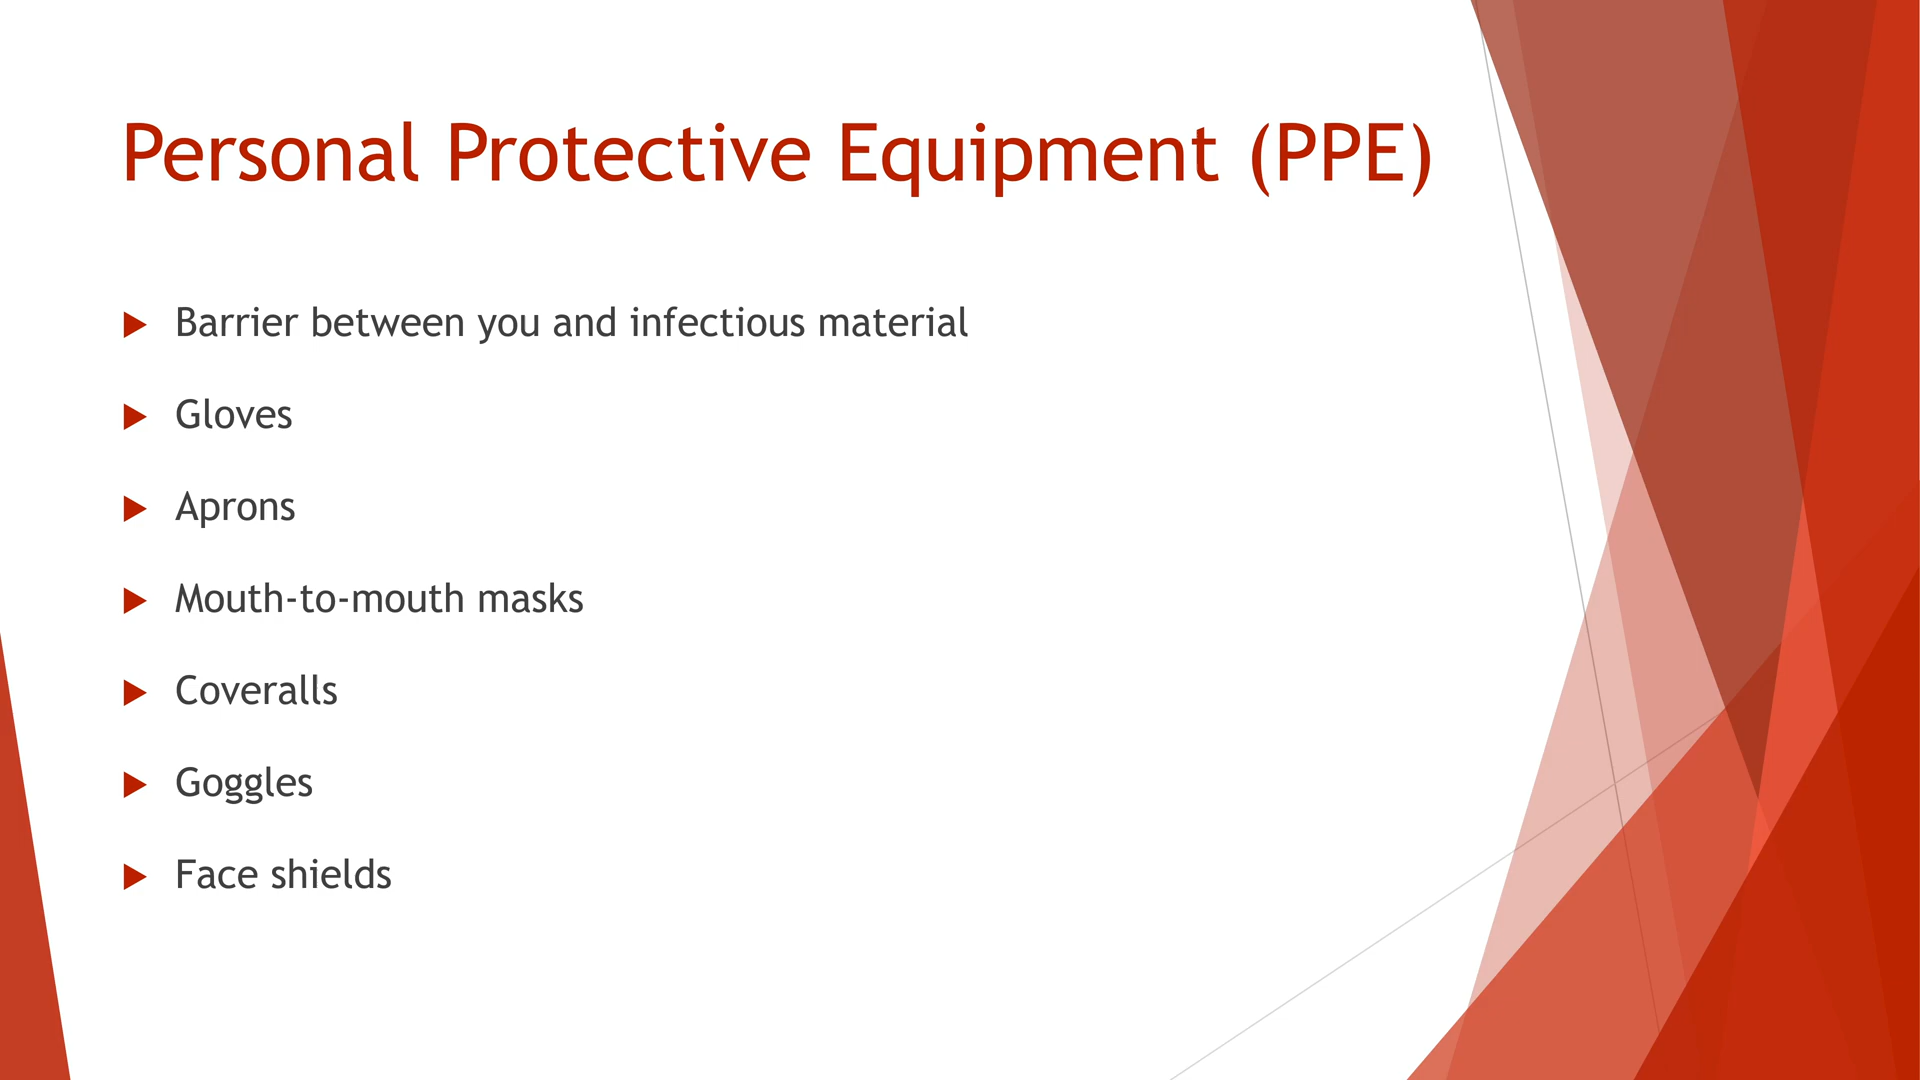 Personal Protective Equipment (PPE)
Barrier between you and infectious material
Gloves
Aprons
Mouth-to-mouth masks
Coveralls
Goggles
Face shields